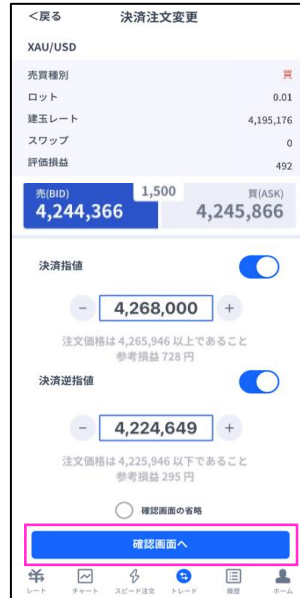 <戻る 決済注文変更
XAU/USD
売買種別 買
ロット 0.01
建玉レート 4,195,176
スワップ 0
評価損益 492
売(BID) 1,500 買(ASK)
4,244,366 4,245,866
決済指値
- 4,268,000 +
注文価格は 4,265,946 以上であること
参考損益 728 円
決済逆指値
- 4,224,649 +
注文価格は 4,225,946 以下であること
参考損益 295 円
確認画面の省略
確認画面へ
レート チャート スピード注文 トレード 履歴 ホーム